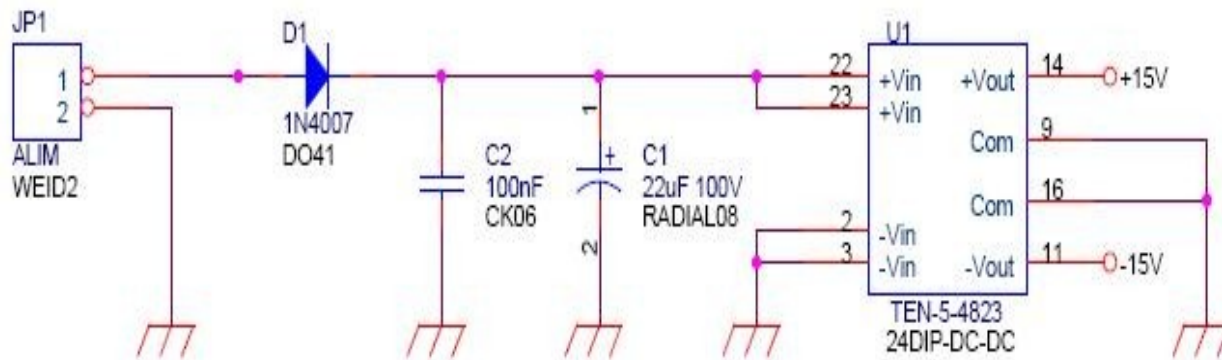 JP1
1
2
ALIM
WEID2
D1
1N4007
DO41
C2
100nF
CK06
1
+
2
C1
22uF 100V
RADIAL08
U1
22
+Vin
23
+Vin
2
-Vin
3
-Vin
+Vout
14
+15V
Com
9
Com
16
-Vout
11
-15V
TEN-5-4823
24DIP-DC-DC